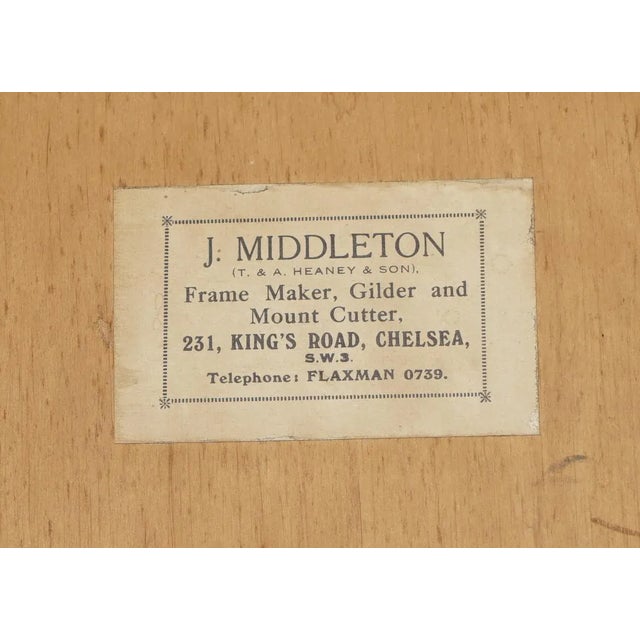 J. MIDDLETON
(T. & A. HEANEY & SON),
Frame Maker, Gilder and
Mount Cutter,
231, KING'S ROAD, CHELSEA,
S.W.3.
Telephone: FLAXMAN 0739.